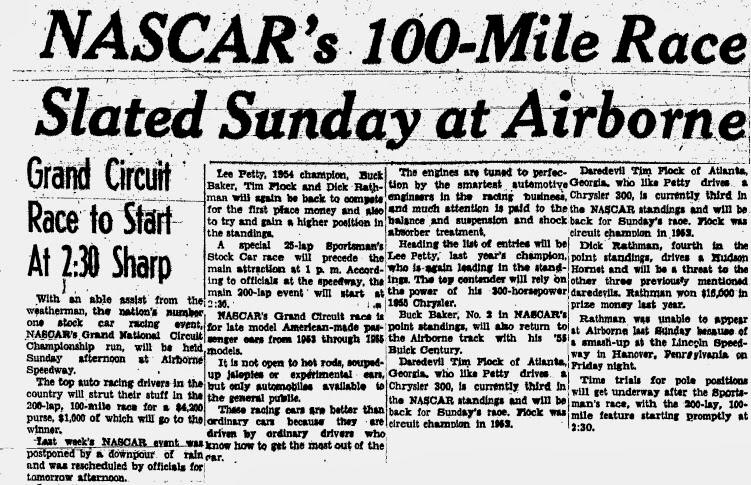 NASCAR's 100-Mile Race
Slated Sunday at Airborne
Grand Circuit
Race to Start
At 2:30 Sharp
With an able assist from the
weatherman, the nation's number
one stock car racing event,
NASCAR's Grand National Circuit
Championship run, will be held
Sunday afternoon at Airborne
Speedway.
The top auto racing drivers in the
country will strut their stuff in the
200-lap, 100-mile race for a $4,200
purse, $1,000 of which will go to the
winner.
Last week's NASCAR event was
postponed by a downpour of rain
and was rescheduled by officials for
tomorrow afternoon.
Lee Petty, 1954 champion, Buck
Baker, Tim Flock and Dick Rath-
man will again be back to compete
for the first place money and also
to try and gain a higher position in
the standings.
A special 25-lap Sportsman's
Stock Car race will precede the
main attraction at 1 p. m. Accord-
ing to officials at the speedway, the
main 200-lap event will start at
2:30.
NASCAR's Grand Circuit race is
for late model American-made pas-
senger cars from 1953 through 1955
models.
It is not open to hot rods, souped-
up jalopies or expérimental cars,
but only automobiles available to
the general public.
These racing cars are better than
ordinary cars because they are
driven by ordinary drivers who
know how to get the most out of the
car.
The engines are tuned to perfec-
tion by the smartest automotive
engineers in the racing business,
and much attention is paid to the
balance and suspension and shock
absorber treatment.
Heading the list of entries will be
Lee Petty, last year's champion,
who is again leading in the stand-
ings. The top contender will rely on
the power of his 300-horsepower
1955 Chrysler.
Buck Baker, No. 2 in NASCAR's
point standings, will also return to
the Airborne track with his '55
Buick Century.
Daredevil Tim Flock of Atlanta,
Georgia, who like Petty drives a
Chrysler 300, is currently third in
the NASCAR standings and will be
back for Sunday's race. Flock was
circuit champion in 1952.
Daredevil Tim Flock of Atlanta,
Georgia, who like Petty drives a
Chrysler 300, is currently third in
the NASCAR standings and will be
back for Sunday's race. Flock was
circuit champion in 1952.
Dick Rathman, fourth in the
point standings, drives a Hudson
Hornet and will be a threat to the
other three previously mentioned
daredevils. Rathman won $16,000 in
prize money last year.
Rathman was unable to appear
at Airborne last Sunday because of
a smash-up at the Lincoln Speed-
way in Hanover, Pennsylvania on
Friday night.
Time trials for pole positions
will get underway after the Sports-
man's race, with the 200-lay, 100-
mile feature starting promptly at
2:30.